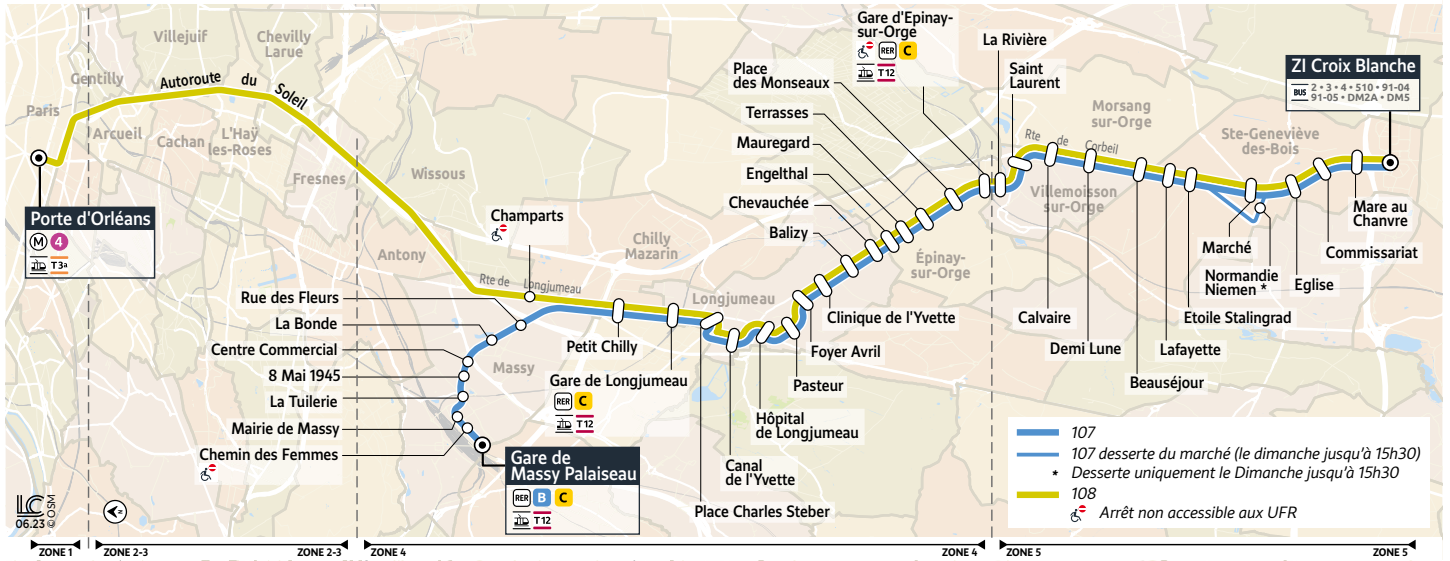 Villejuif
Chevilly
Larue
Gentilly
Autoroute du Soleil
Paris
Arcueil
Cachan
L'Haÿ
les-Roses
Fresnes
Wissous
Antony
Porte d'Orléans
M 4
T3a
Champarts
Rte de Longjumeau
Chilly
Mazarin
Rue des Fleurs
La Bonde
Centre Commercial
8 Mai 1945
La Tuilerie
Mairie de Massy
Chemin des Femmes
Massy
Gare de
Massy Palaiseau
RER B C
T12
Petit Chilly
Gare de Longjumeau
RER C
T12
Longjumeau
Place Charles Steber
Canal
de l'Yvette
Hôpital
de Longjumeau
Pasteur
Foyer Avril
Clinique de l'Yvette
Balizy
Chevauchée
Engelthal
Mauregard
Terrasses
Place
des Monseaux
Gare d'Epinay-
sur-Orge
RER C
T12
Épinay-
sur-Orge
La Rivière
Saint
Laurent
Rte de Corbeil
Morsang
sur-Orge
Villemoisson
sur-Orge
Calvaire
Demi Lune
Beauséjour
Lafayette
Etoile Stalingrad
Marché
Normandie
Niemen *
Eglise
Commissariat
Mare au
Chanvre
Ste-Geneviève
des-Bois
ZI Croix Blanche
BUS 2 • 3 • 4 • 510 • 91-04
91-05 • DM2A • DM5
107
107 desserte du marché (le dimanche jusqu'à 15h30)
* Desserte uniquement le Dimanche jusqu'à 15h30
108
Arrêt non accessible aux UFR
LC
06.23 © OSM
N
ZONE 1
ZONE 2-3
ZONE 2-3
ZONE 4
ZONE 4
ZONE 5
ZONE 5